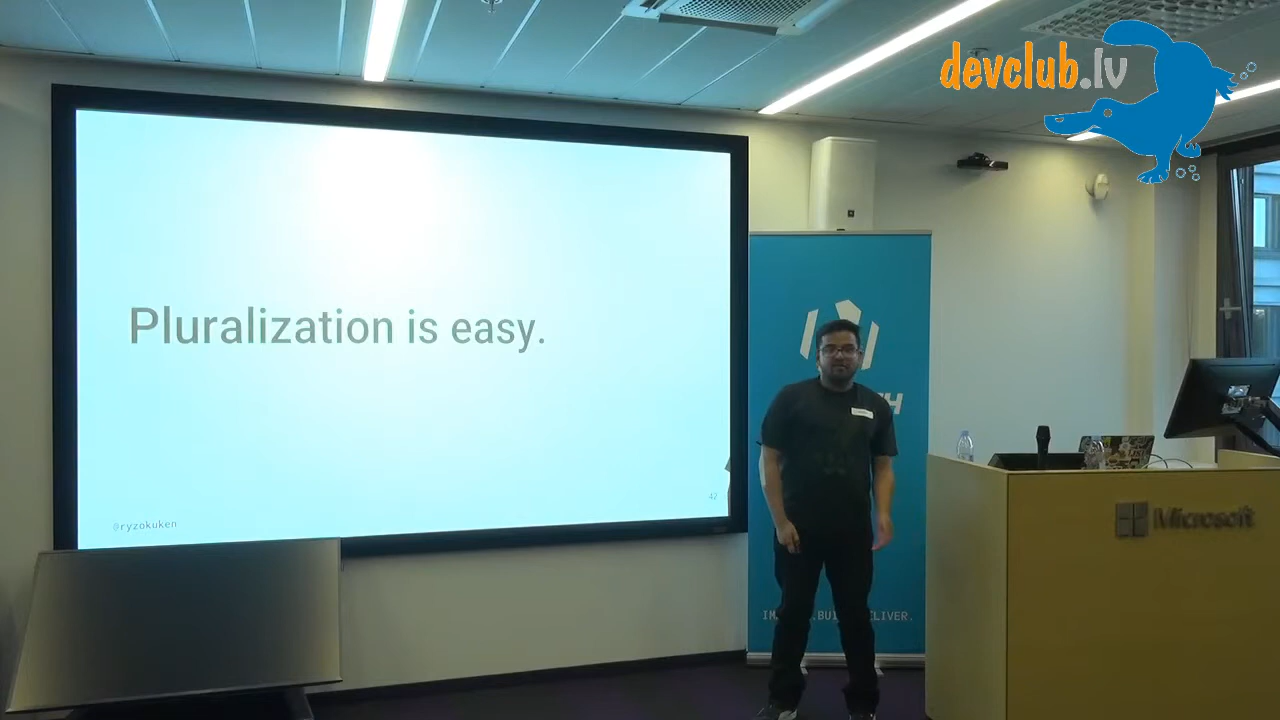 devclub.lv
Pluralization is easy.
42
@ryzokuken
Microsoft